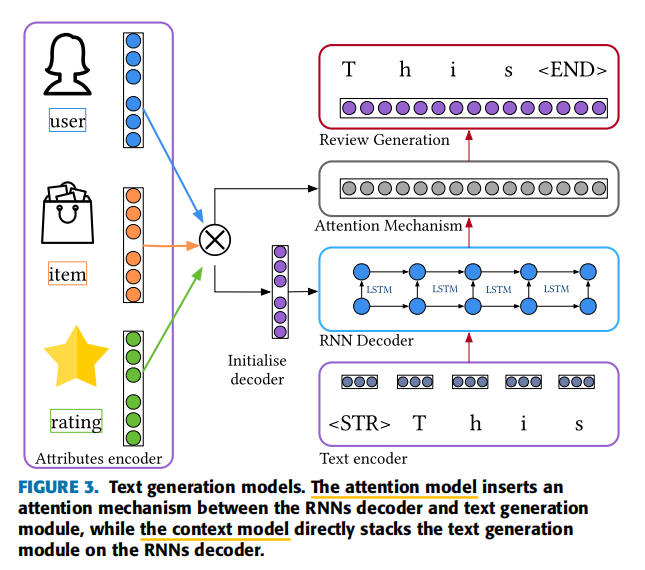 user
item
rating
Attributes encoder
Initialise
decoder
T h i s <END>
Review Generation
Attention Mechanism
LSTM LSTM LSTM LSTM
RNN Decoder
<STR> T h i s
Text encoder
FIGURE 3. Text generation models. The attention model inserts an
attention mechanism between the RNNs decoder and text generation
module, while the context model directly stacks the text generation
module on the RNNs decoder.